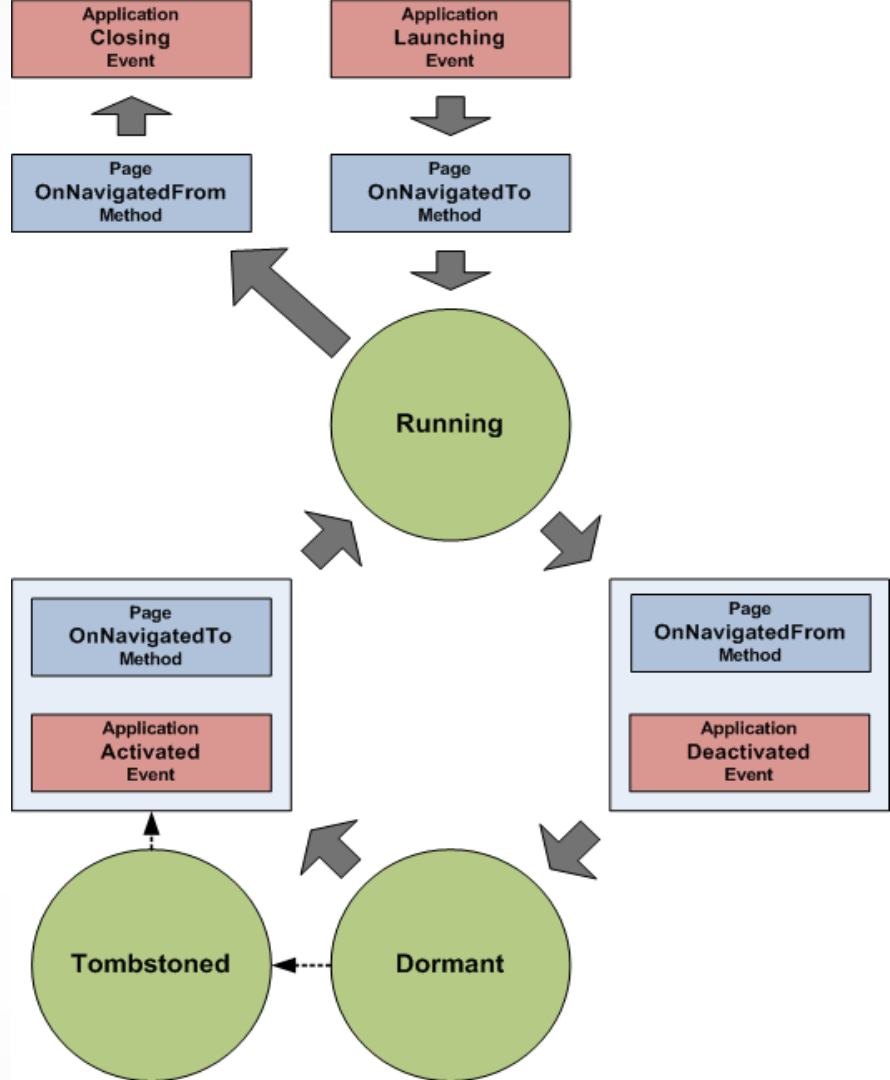 Application
Closing
Event
Application
Launching
Event
Page
OnNavigatedFrom
Method
Page
OnNavigatedTo
Method
Running
Page
OnNavigatedTo
Method
Application
Activated
Event
Page
OnNavigatedFrom
Method
Application
Deactivated
Event
Tombstoned
Dormant